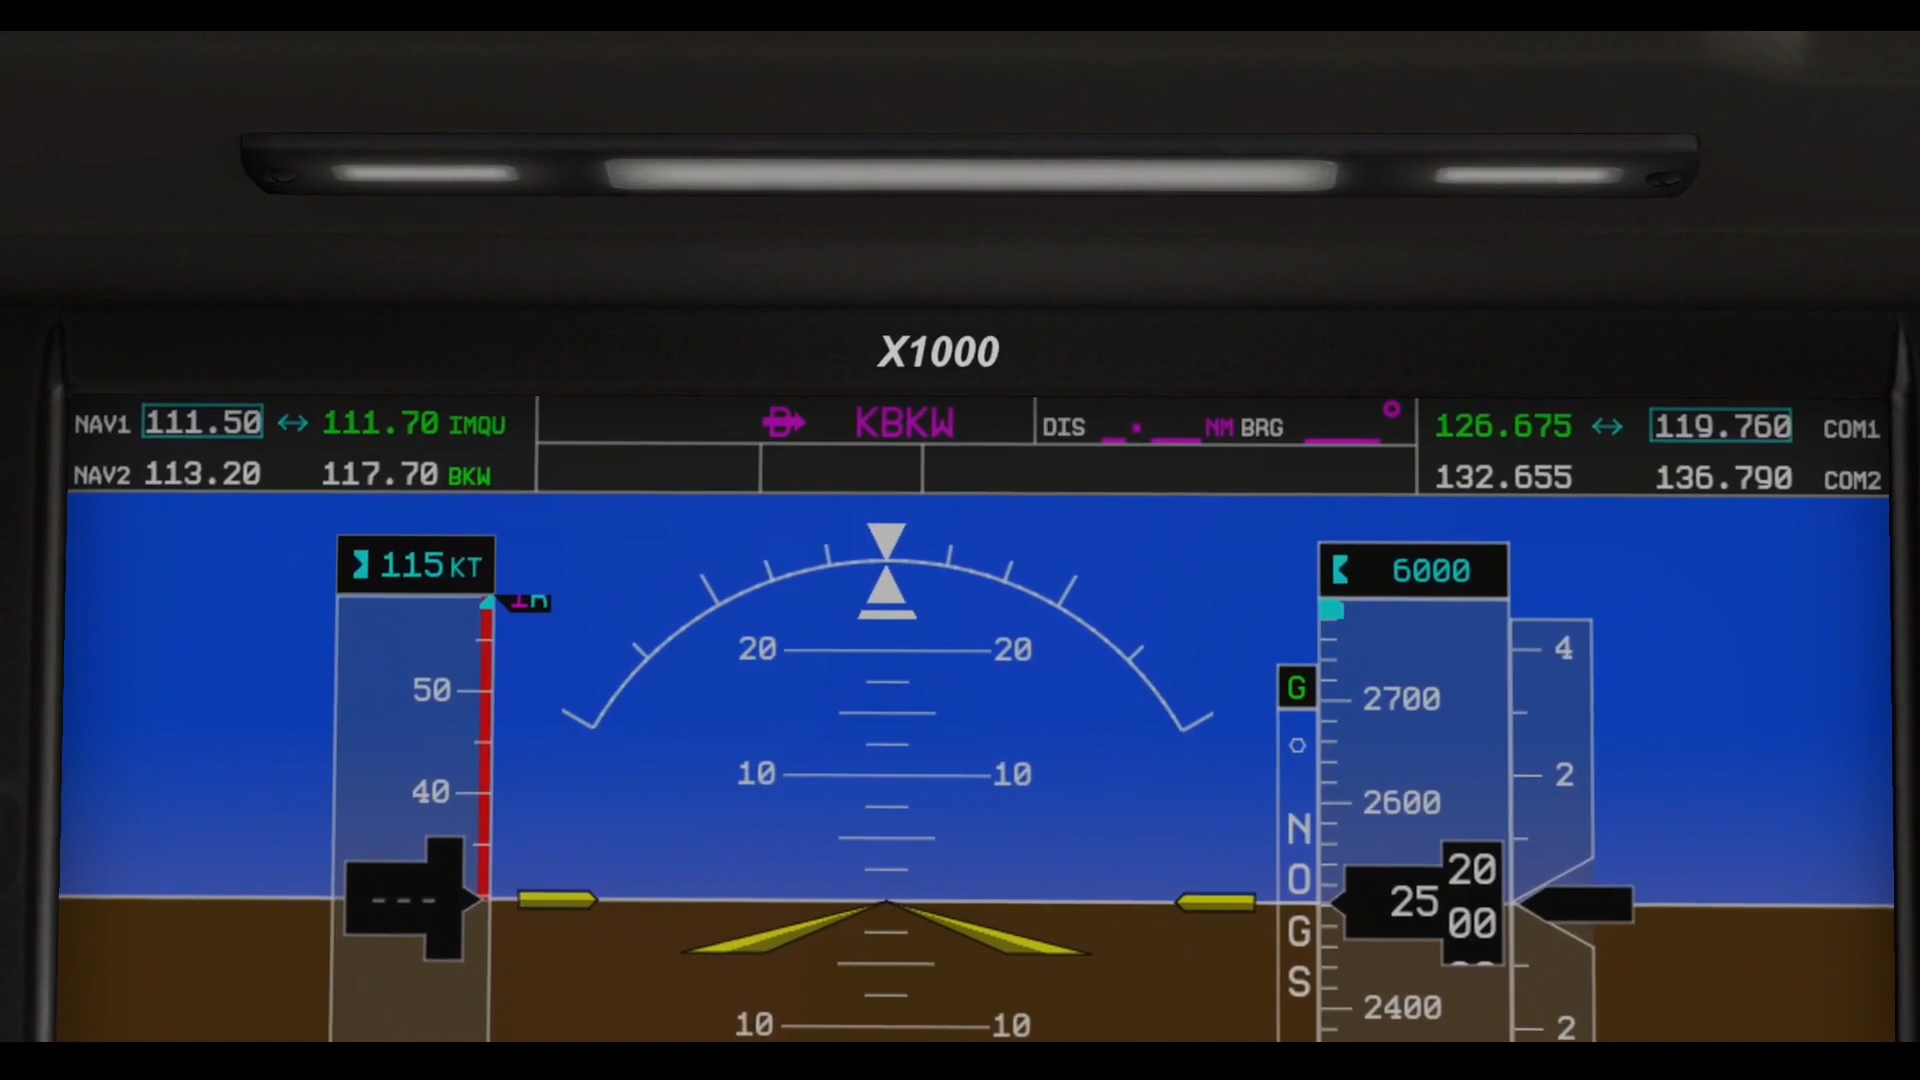 X1000
NAV1 111.50 ↔ 111.70 IMQU
KBKW
DIS _._ NM BRG ___°
126.675 ↔ 119.760 COM1
NAV2 113.20 117.70 BKW
132.655 136.790 COM2
115KT
6000
20 20
G
4
50
2700
10 10
2
40
2600
N
O
G
S
---
25
20
00
2400
10 10
2